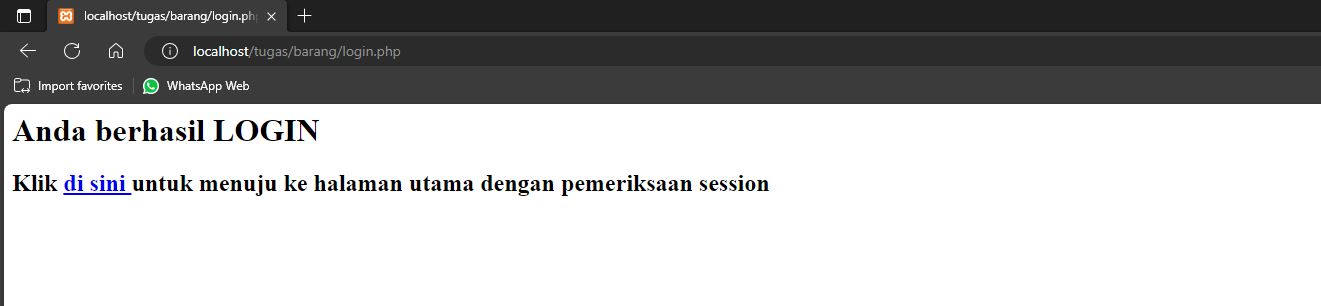 localhost/tugas/barang/login.ph
localhost/tugas/barang/login.php
Import favorites
WhatsApp Web
Anda berhasil LOGIN
Klik di sini untuk menuju ke halaman utama dengan pemeriksaan session